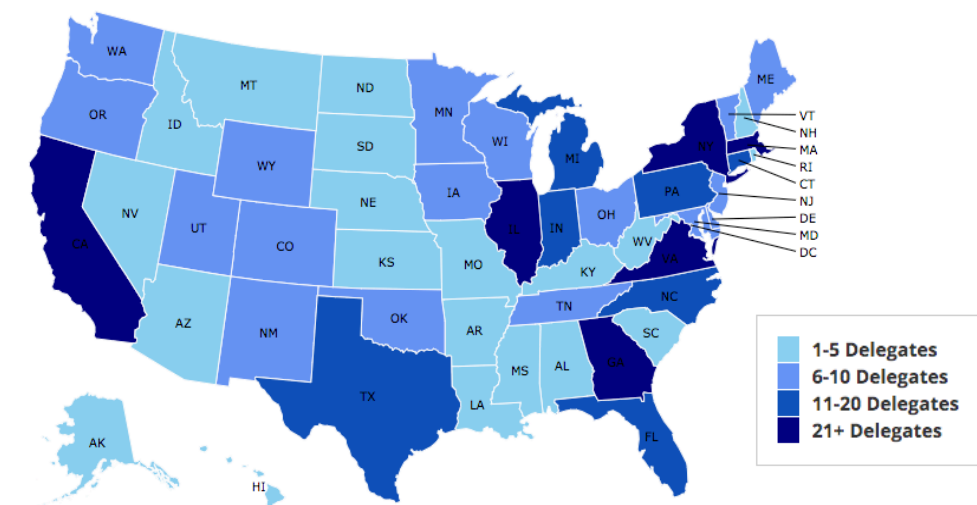 WA
OR
ID
MT
ND
SD
WY
NE
NV
UT
CO
KS
CA
AZ
NM
OK
TX
MN
WI
IA
MO
AR
LA
IL
IN
MI
OH
KY
TN
MS
AL
GA
FL
SC
NC
VA
WV
PA
NY
ME
VT
NH
MA
RI
CT
NJ
DE
MD
DC
AK
HI
1-5 Delegates
6-10 Delegates
11-20 Delegates
21+ Delegates